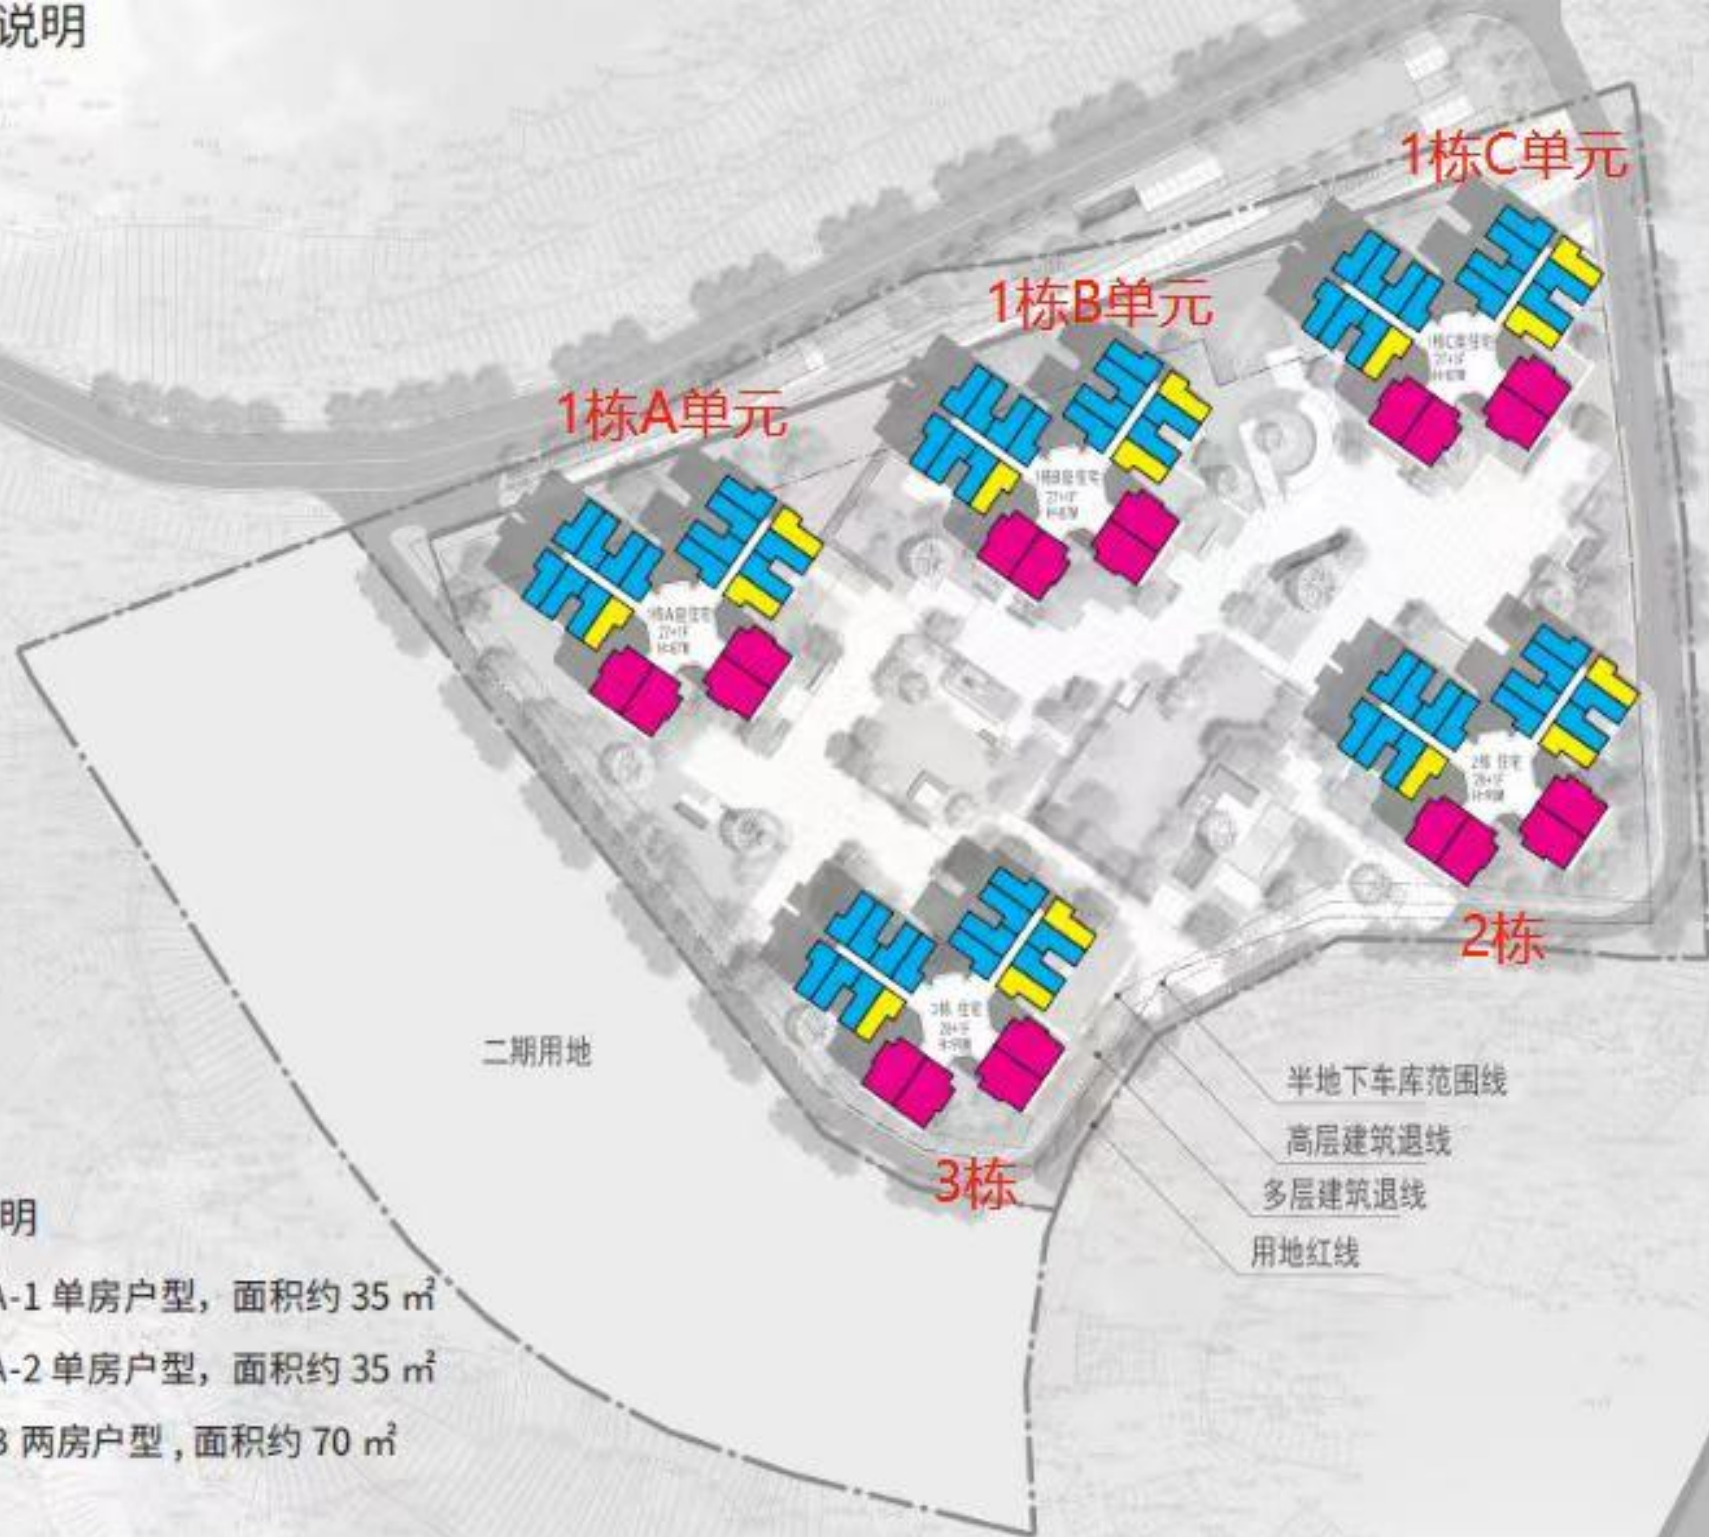 说明
1栋C单元
1栋B单元
1栋A单元
2栋
3栋
二期用地
半地下车库范围线
高层建筑退线
多层建筑退线
用地红线
明
A-1 单房户型，面积约 35 ㎡
A-2 单房户型，面积约 35 ㎡
B 两房户型 , 面积约 70 ㎡